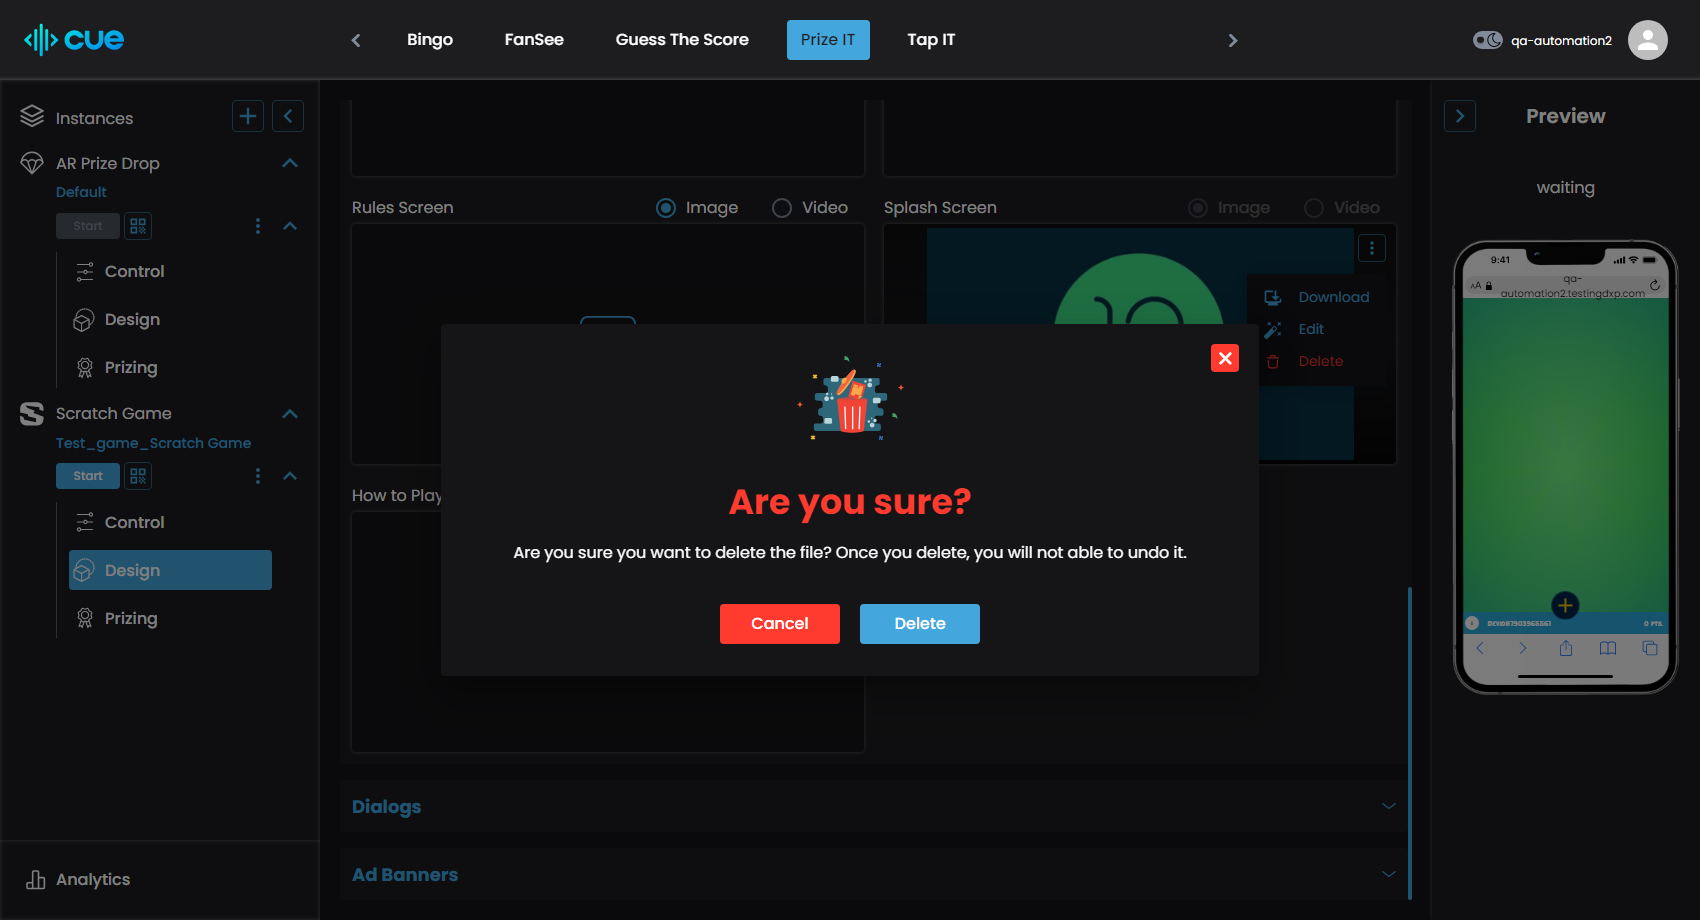 cue
Bingo
FanSee
Guess The Score
Prize IT
Tap IT
qa-automation2
Instances
AR Prize Drop
Default
Start
Control
Design
Prizing
Scratch Game
Test_game_Scratch Game
Start
Control
Design
Prizing
Analytics
Rules Screen
Image
Video
Splash Screen
Image
Video
Download
Edit
Delete
How to Play
Are you sure?
Are you sure you want to delete the file? Once you delete, you will not able to undo it.
Cancel
Delete
Dialogs
Ad Banners
Preview
waiting
9:41
AA
qa-
automation2.testingdxp.com
0 PTS.